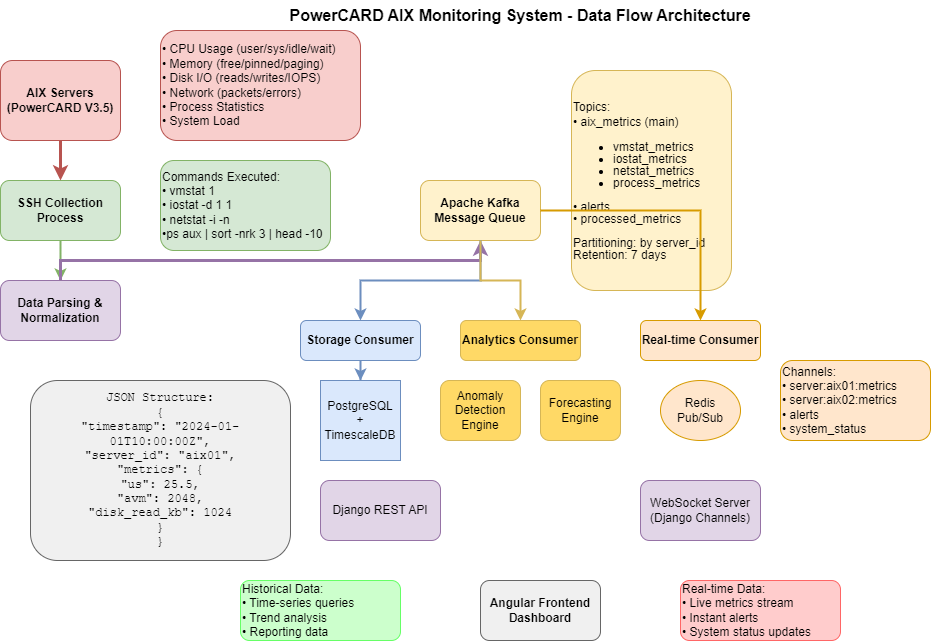 PowerCARD AIX Monitoring System - Data Flow Architecture
AIX Servers
(PowerCARD V3.5)
• CPU Usage (user/sys/idle/wait)
• Memory (free/pinned/paging)
• Disk I/O (reads/writes/IOPS)
• Network (packets/errors)
• Process Statistics
• System Load
SSH Collection
Process
Commands Executed:
• vmstat 1
• iostat -d 1 1
• netstat -i -n
•ps aux | sort -nrk 3 | head -10
Apache Kafka
Message Queue
Topics:
• aix_metrics (main)
• vmstat_metrics
• iostat_metrics
• netstat_metrics
• process_metrics
• alerts
• processed_metrics
Partitioning: by server_id
Retention: 7 days
Data Parsing &
Normalization
Storage Consumer
Analytics Consumer
Real-time Consumer
PostgreSQL
+
TimescaleDB
Anomaly
Detection
Engine
Forecasting
Engine
Redis
Pub/Sub
Channels:
• server:aix01:metrics
• server:aix02:metrics
• alerts
• system_status
JSON Structure:
{
"timestamp": "2024-01-
01T10:00:00Z",
"server_id": "aix01",
"metrics": {
"us": 25.5,
"avm": 2048,
"disk_read_kb": 1024
}
}
Django REST API
WebSocket Server
(Django Channels)
Historical Data:
• Time-series queries
• Trend analysis
• Reporting data
Angular Frontend
Dashboard
Real-time Data:
• Live metrics stream
• Instant alerts
• System status updates